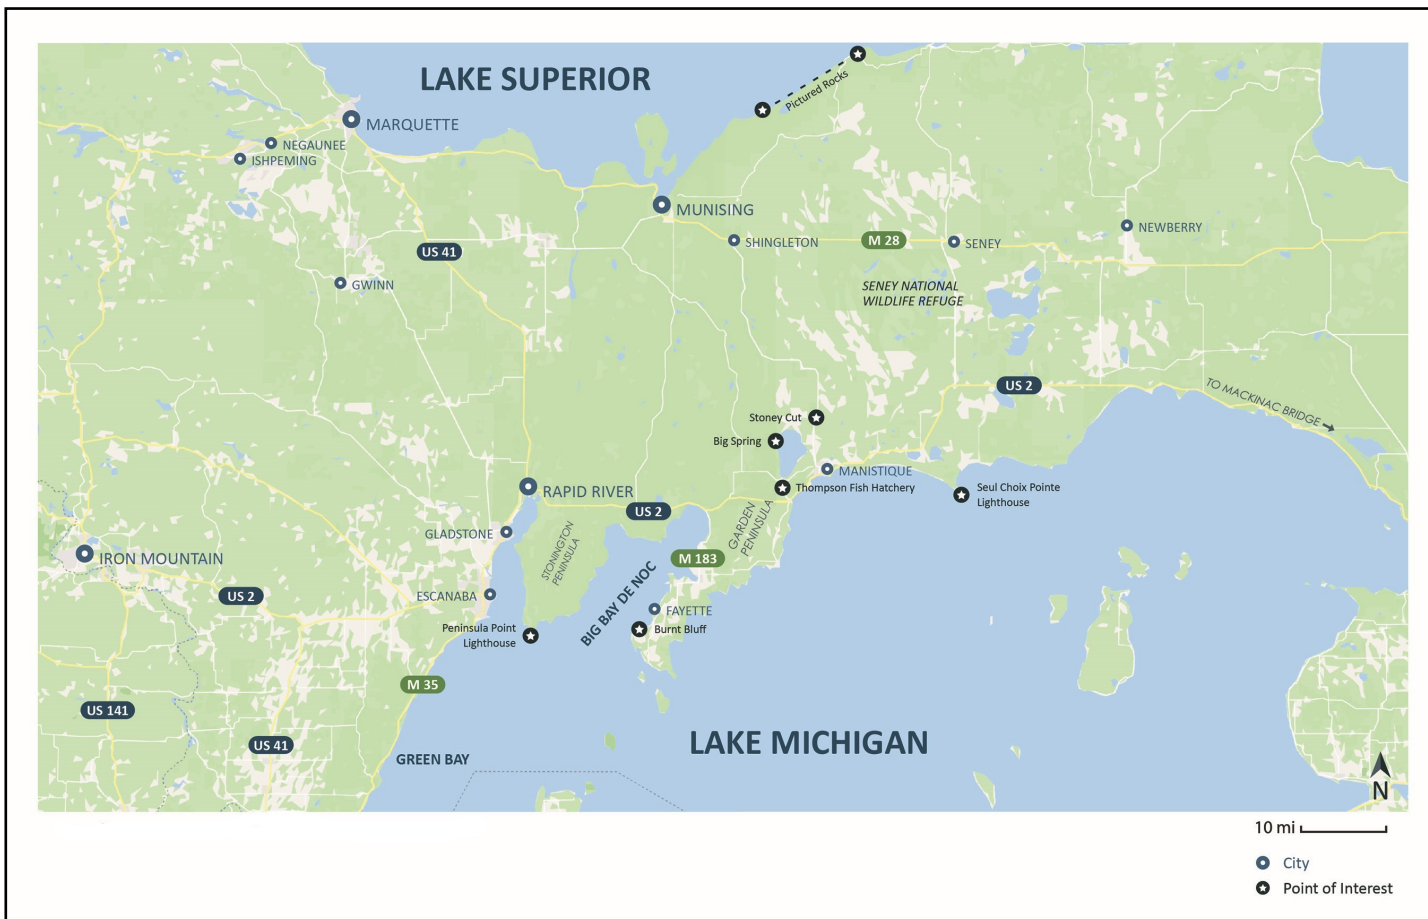 LAKE SUPERIOR
Pictured Rocks
MARQUETTE
NEGAUNEE
ISHPEMING
MUNISING
NEWBERRY
SHINGLETON
M 28
SENEY
US 41
GWINN
SENEY NATIONAL
WILDLIFE REFUGE
US 2
TO MACKINAC BRIDGE
Stoney Cut
Big Spring
MANISTIQUE
Thompson Fish Hatchery
Seul Choix Pointe
Lighthouse
RAPID RIVER
US 2
GARDEN
PENINSULA
GLADSTONE
STONINGTON
PENINSULA
M 183
IRON MOUNTAIN
US 2
ESCANABA
BIG BAY DE NOC
FAYETTE
Peninsula Point
Lighthouse
Burnt Bluff
M 35
US 141
US 41
GREEN BAY
LAKE MICHIGAN
N
10 mi
City
Point of Interest